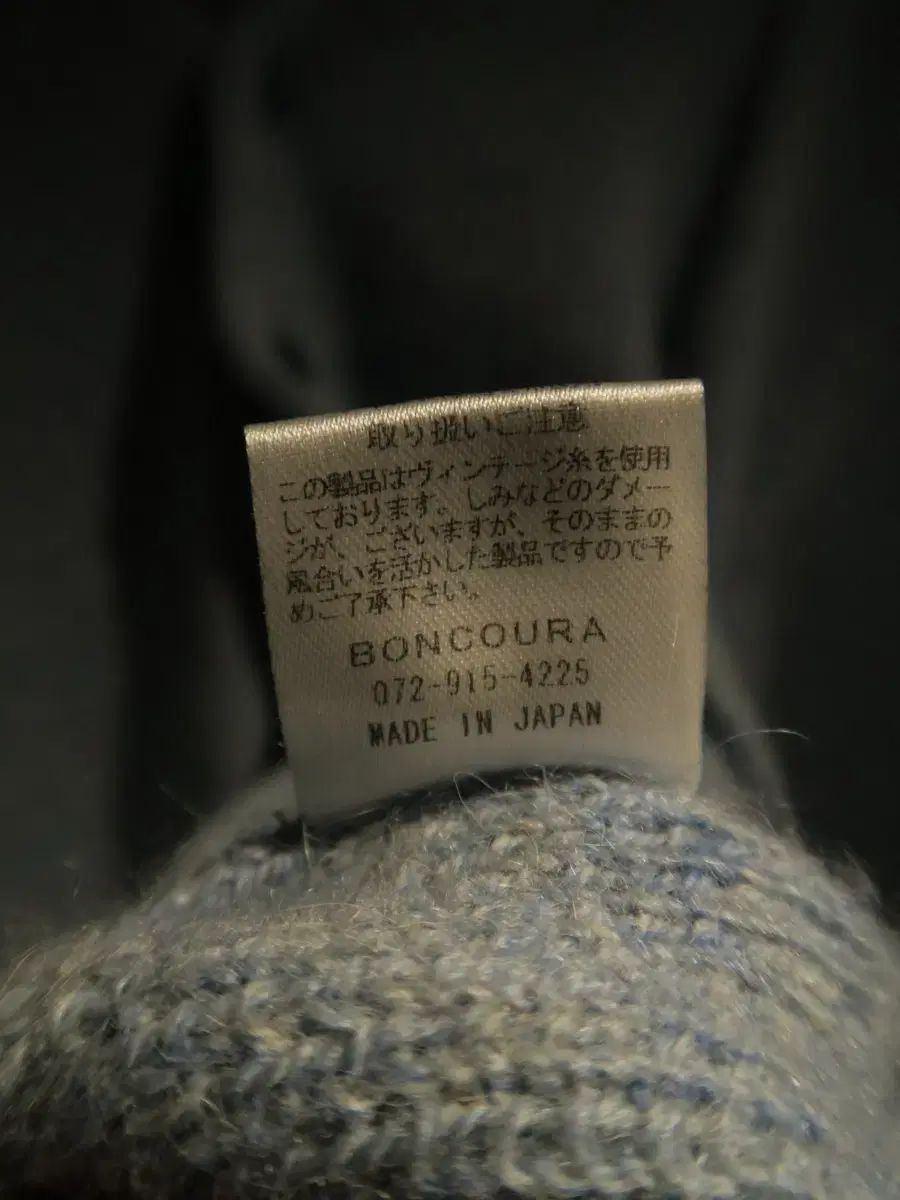 取り扱いご注意
この製品はヴィンテージ糸を使用
しております。しみなどのダメー
ジが、ございますが、そのままの
風合いを活かした製品ですので予
めご了承下さい。
BONCOURA
072-915-4225
MADE IN JAPAN